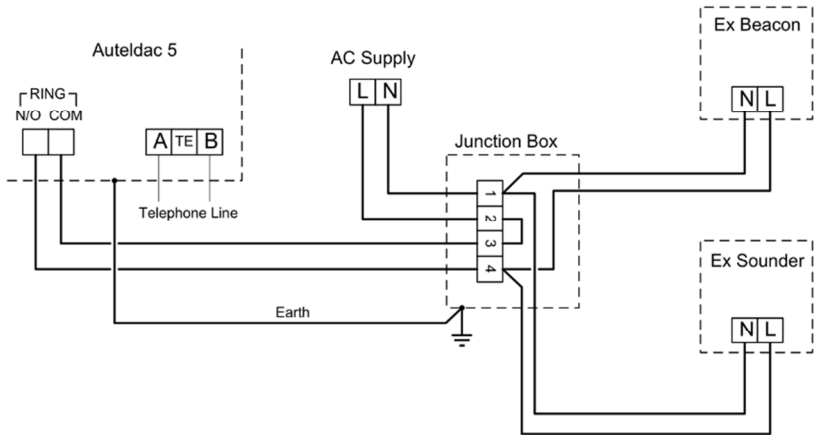 Auteldac 5
RING
N/O COM
A TE B
Telephone Line
AC Supply
L N
Junction Box
1
2
3
4
Earth
Ex Beacon
N L
Ex Sounder
N L